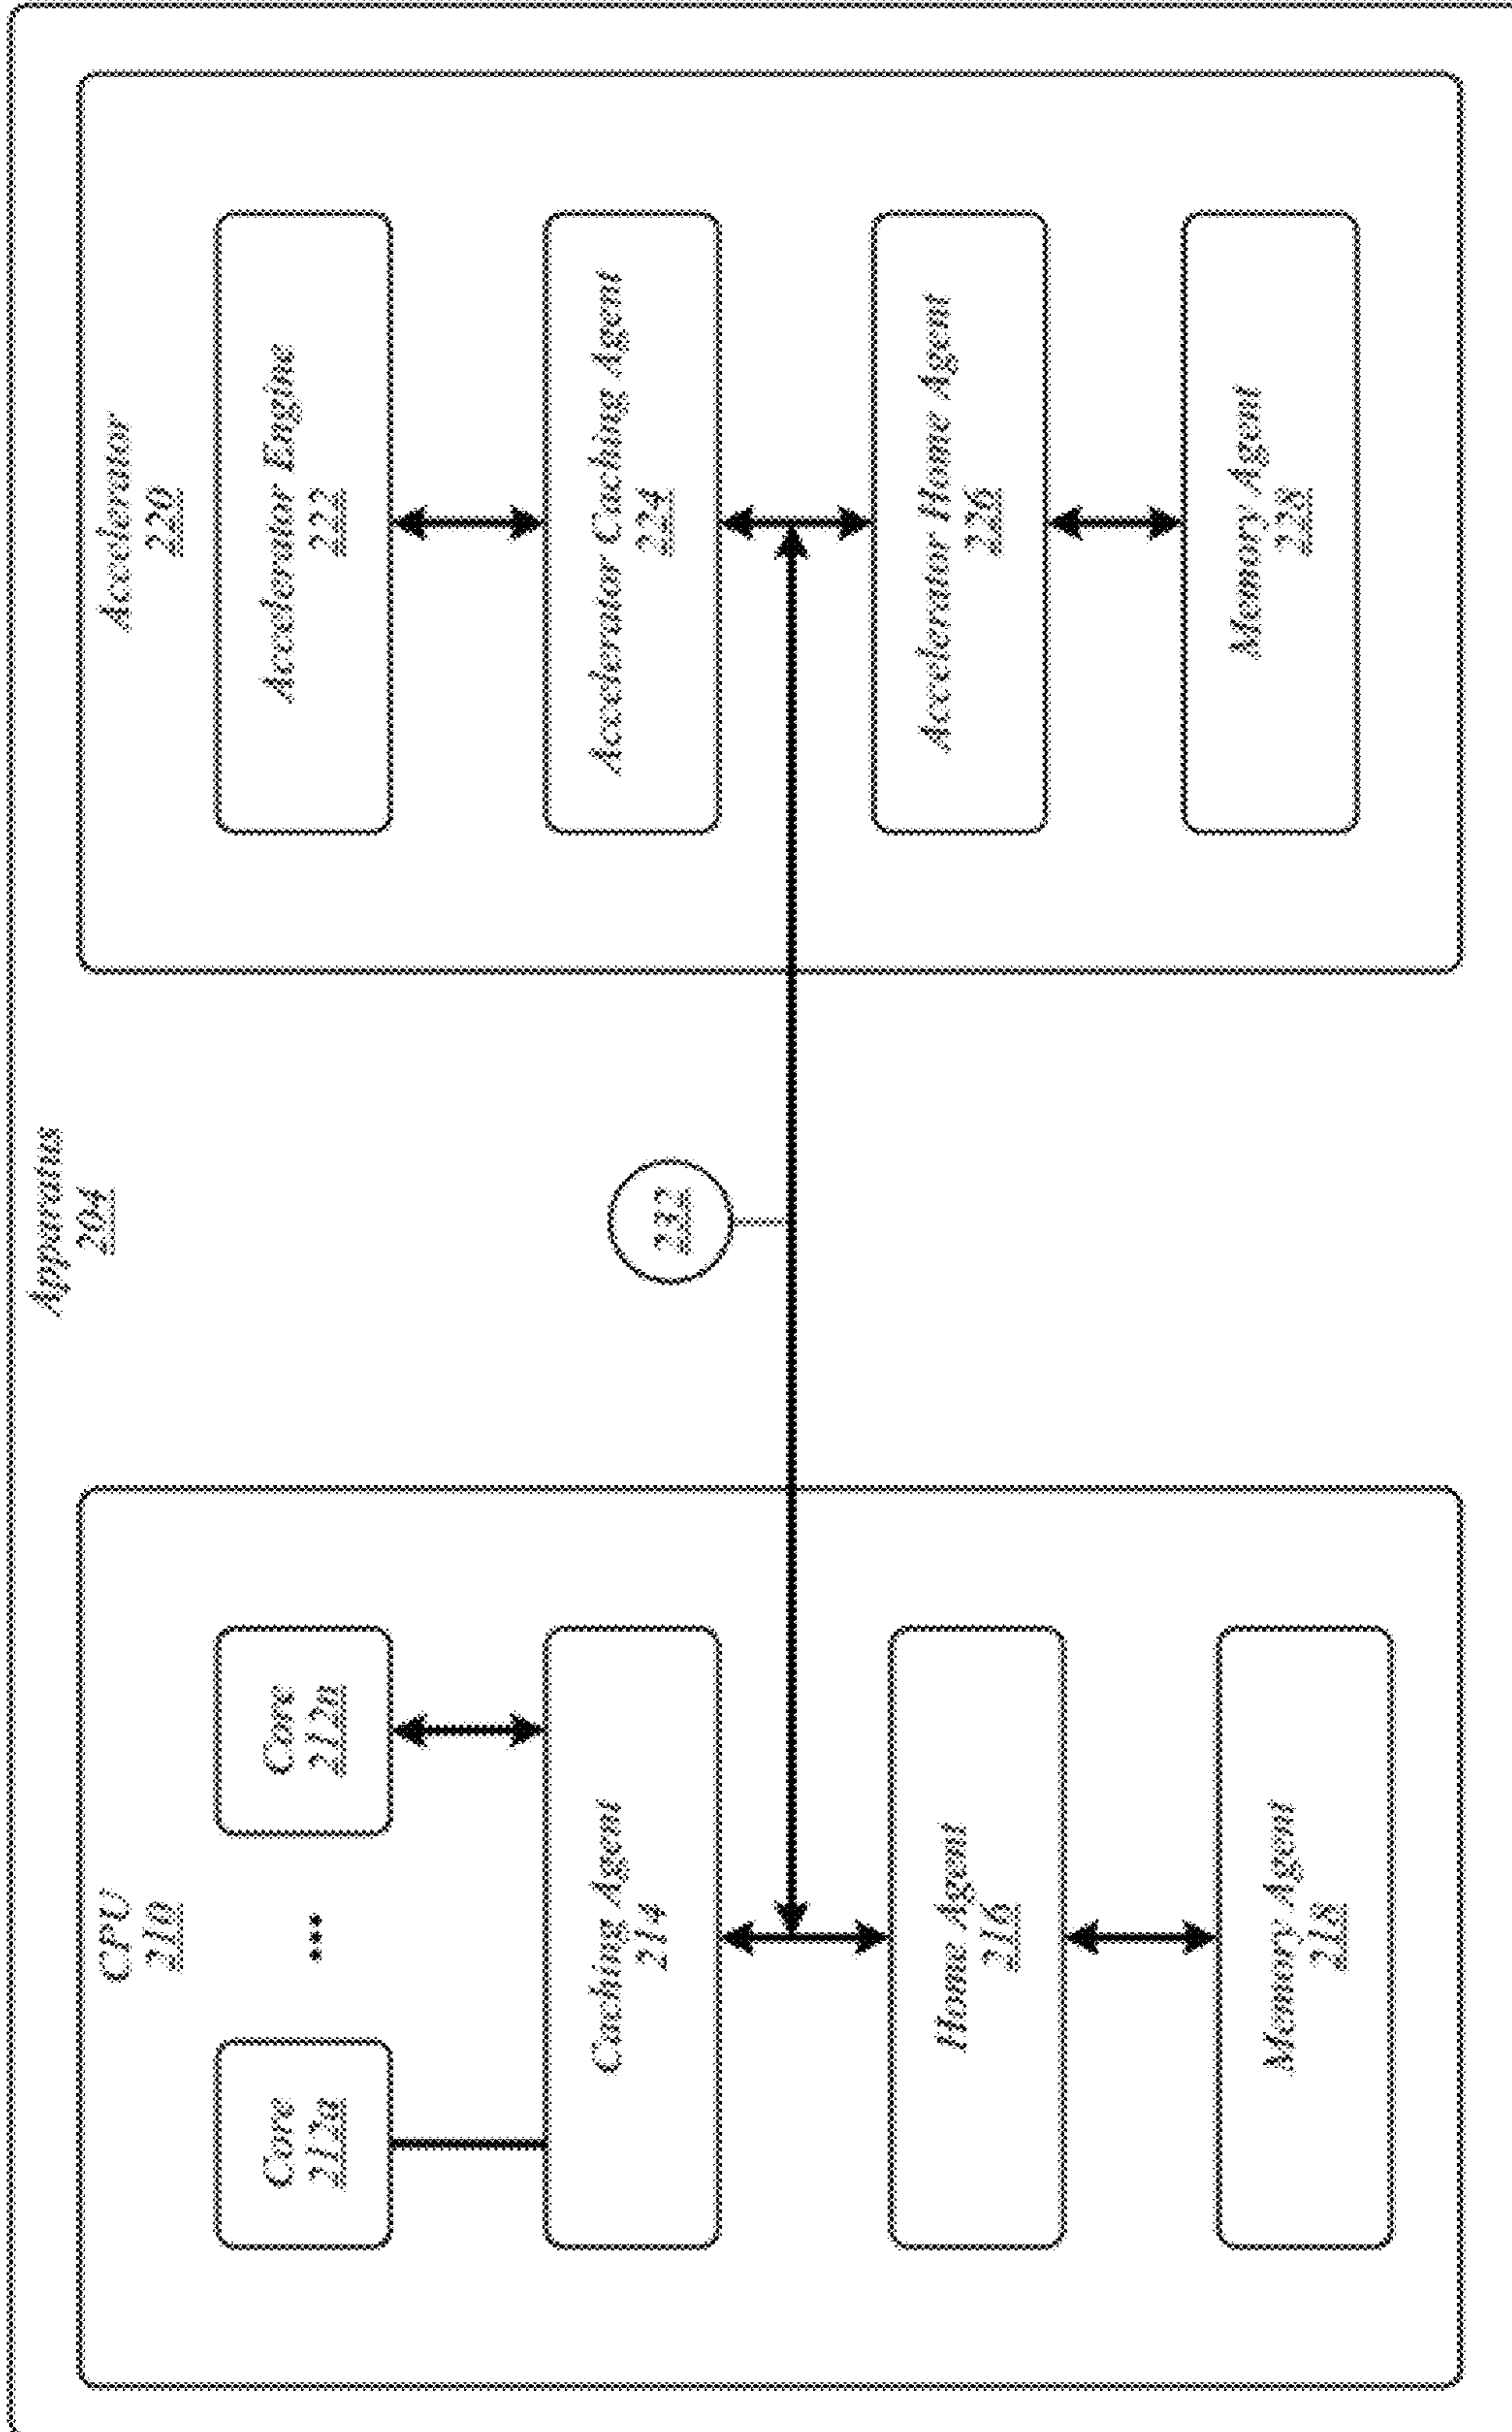 Apparatus
204
CPU
210
Core
212a
•••
Core
212n
Caching Agent
214
Home Agent
216
Memory Agent
218
232
Accelerator
220
Accelerator Engine
222
Accelerator Caching Agent
224
Accelerator Home Agent
226
Memory Agent
228